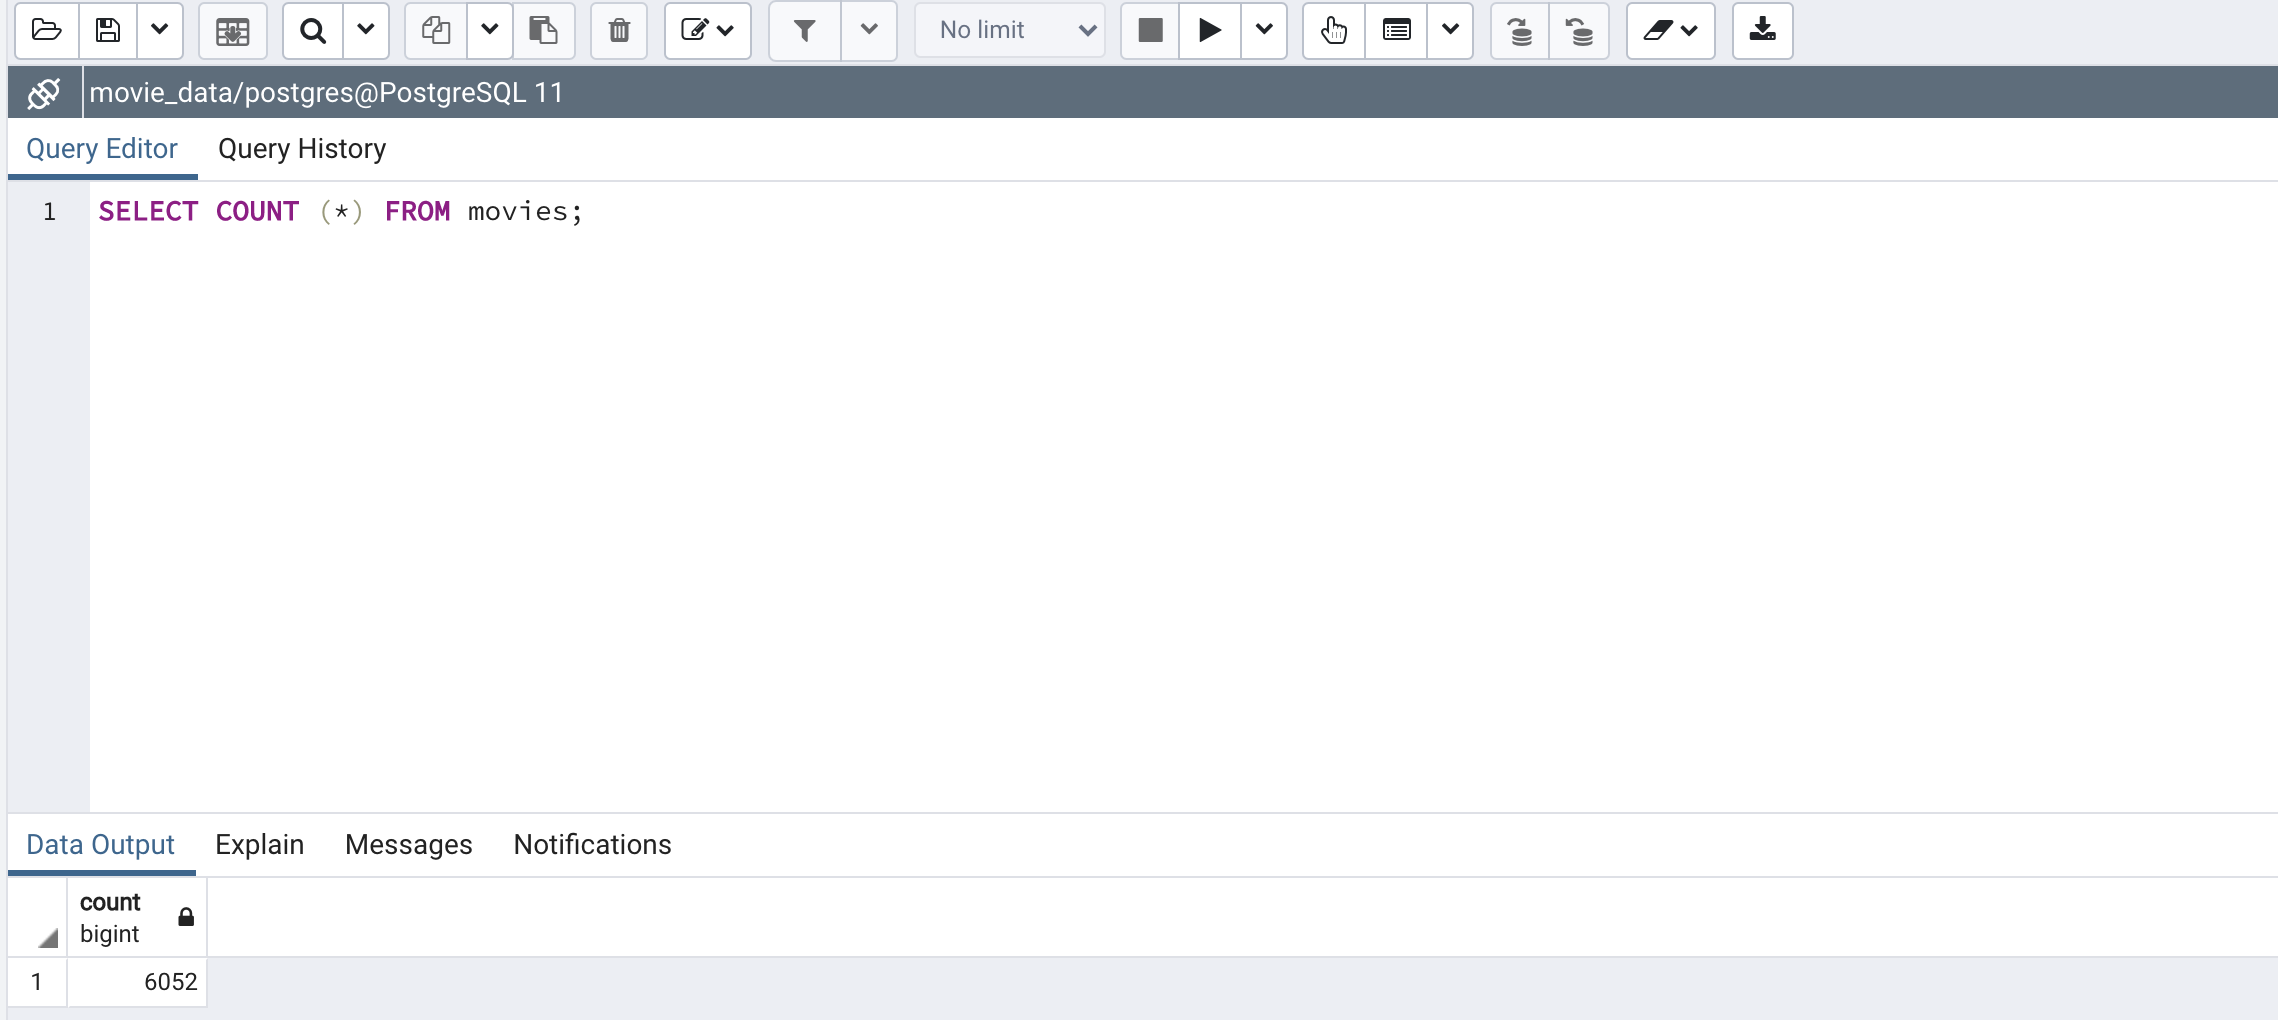 No limit
movie_data/postgres@PostgreSQL 11
Query Editor Query History
1 SELECT COUNT (*) FROM movies;
Data Output Explain Messages Notifications
count
bigint
1 6052